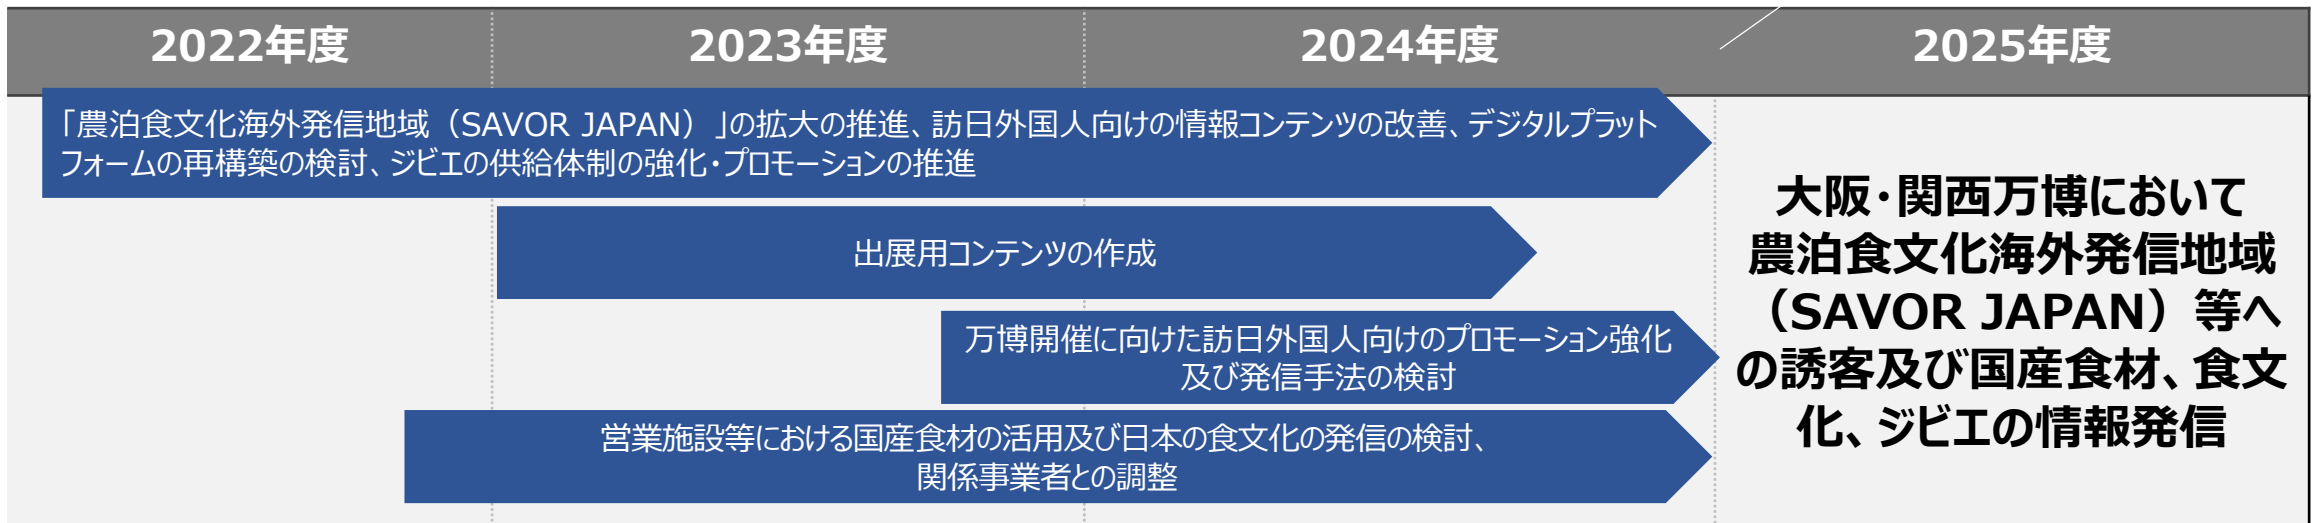 2022年度 2023年度 2024年度 2025年度
「農泊食文化海外発信地域（SAVOR JAPAN）」の拡大の推進、訪日外国人向けの情報コンテンツの改善、デジタルプラット
フォームの再構築の検討、ジビエの供給体制の強化・プロモーションの推進
出展用コンテンツの作成
万博開催に向けた訪日外国人向けのプロモーション強化
及び発信手法の検討
営業施設等における国産食材の活用及び日本の食文化の発信の検討、
関係事業者との調整
大阪・関西万博において
農泊食文化海外発信地域
（SAVOR JAPAN）等へ
の誘客及び国産食材、食文
化、ジビエの情報発信